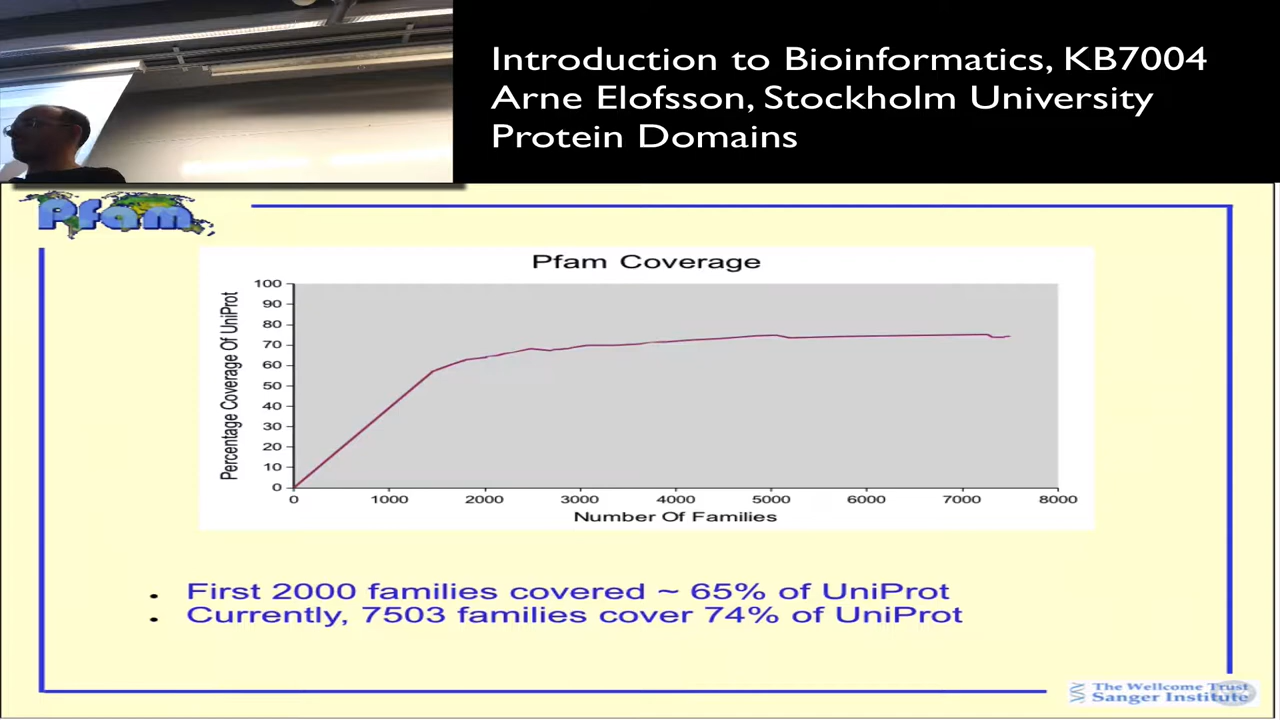 Introduction to Bioinformatics, KB7004
Arne Elofsson, Stockholm University
Protein Domains
Pfam
Pfam Coverage
Percentage Coverage Of UniProt
100
90
80
70
60
50
40
30
20
10
0
0 1000 2000 3000 4000 5000 6000 7000 8000
Number Of Families
• First 2000 families covered ~ 65% of UniProt
• Currently, 7503 families cover 74% of UniProt
The Wellcome Trust
Sanger Institute